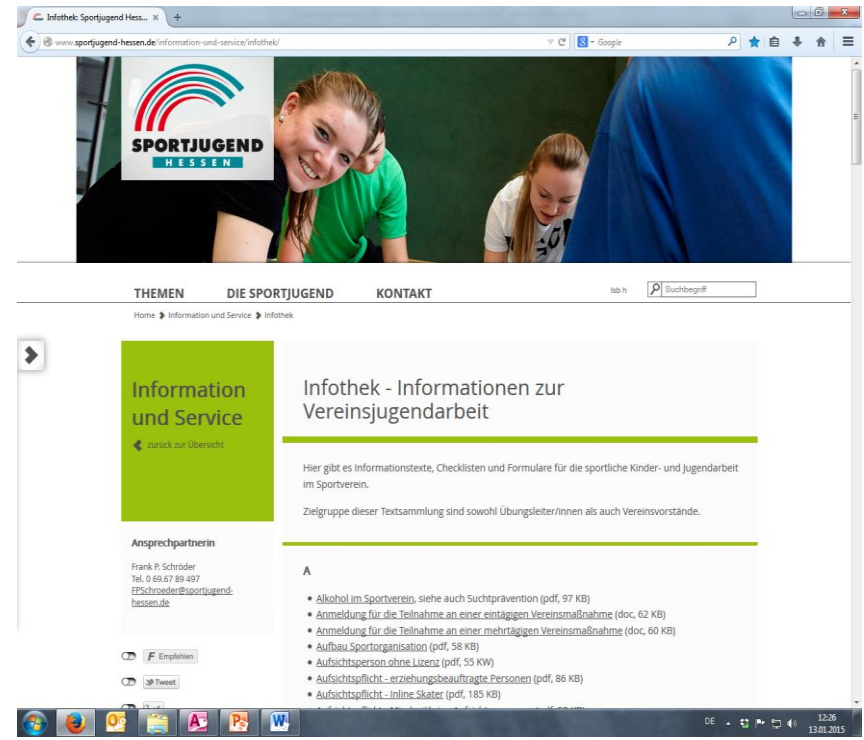 Infothek: Sportjugend Hess... × +
www.sportjugend-hessen.de/information-und-service/infothek/
Google
SPORTJUGEND
HESSEN
THEMEN DIE SPORTJUGEND KONTAKT
lsb h Suchbegriff
Home Information und Service Infothek
Information
und Service
zurück zur Übersicht
Ansprechpartnerin
Frank P. Schröder
Tel. 0 69.67 89 497
FPSchroeder@sportjugend-
hessen.de
Empfehlen
Tweet
Infothek - Informationen zur
Vereinsjugendarbeit
Hier gibt es Informationstexte, Checklisten und Formulare für die sportliche Kinder- und Jugendarbeit
im Sportverein.
Zielgruppe dieser Textsammlung sind sowohl Übungsleiter/innen als auch Vereinsvorstände.
A
• Alkohol im Sportverein, siehe auch Suchtprävention (pdf, 97 KB)
• Anmeldung für die Teilnahme an einer eintägigen Vereinsmaßnahme (doc, 62 KB)
• Anmeldung für die Teilnahme an einer mehrtägigen Vereinsmaßnahme (doc, 60 KB)
• Aufbau Sportorganisation (pdf, 58 KB)
• Aufsichtsperson ohne Lizenz (pdf, 55 KW)
• Aufsichtspflicht - erziehungsbeauftragte Personen (pdf, 86 KB)
• Aufsichtspflicht - Inline Skater (pdf, 185 KB)
DE
12:26
13.01.2015